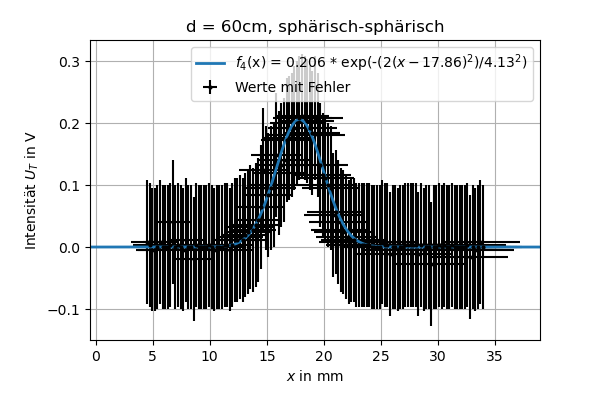 d = 60cm, sphärisch-sphärisch
f₄(x) = 0.206 * exp(-(2(x − 17.86)²)/4.13²)
Werte mit Fehler
Intensität U_T in V
0.3
0.2
0.1
0.0
−0.1
0 5 10 15 20 25 30 35
x in mm